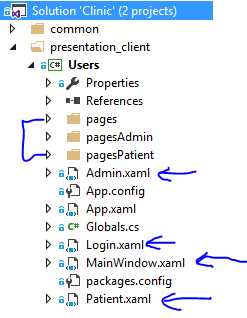 Solution 'Clinic' (2 projects)
common
presentation_client
C# Users
Properties
References
pages
pagesAdmin
pagesPatient
Admin.xaml
App.config
App.xaml
C# Globals.cs
Login.xaml
MainWindow.xaml
packages.config
Patient.xaml